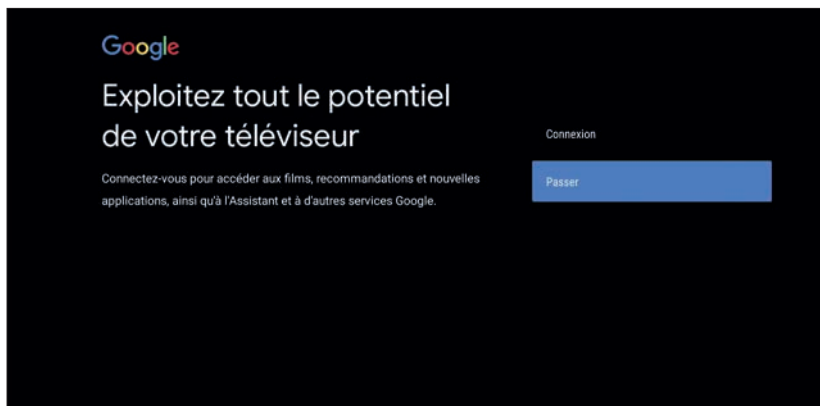 Google
Exploitez tout le potentiel
de votre téléviseur
Connectez-vous pour accéder aux films, recommandations et nouvelles
applications, ainsi qu'à l'Assistant et à d'autres services Google.
Connexion
Passer